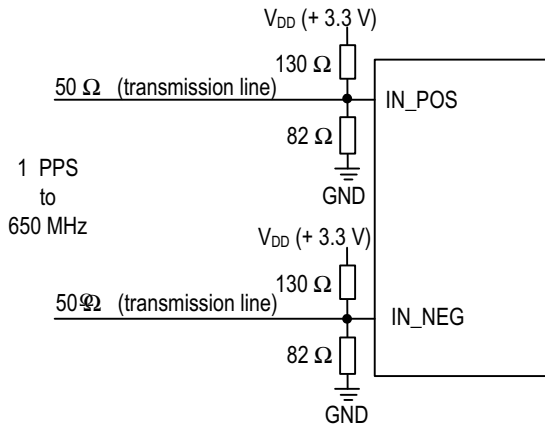 V_DD (+ 3.3 V)
130 Ω
50 Ω (transmission line)
IN_POS
82 Ω
GND
1 PPS
to
650 MHz
V_DD (+ 3.3 V)
130 Ω
50 Ω (transmission line)
IN_NEG
82 Ω
GND